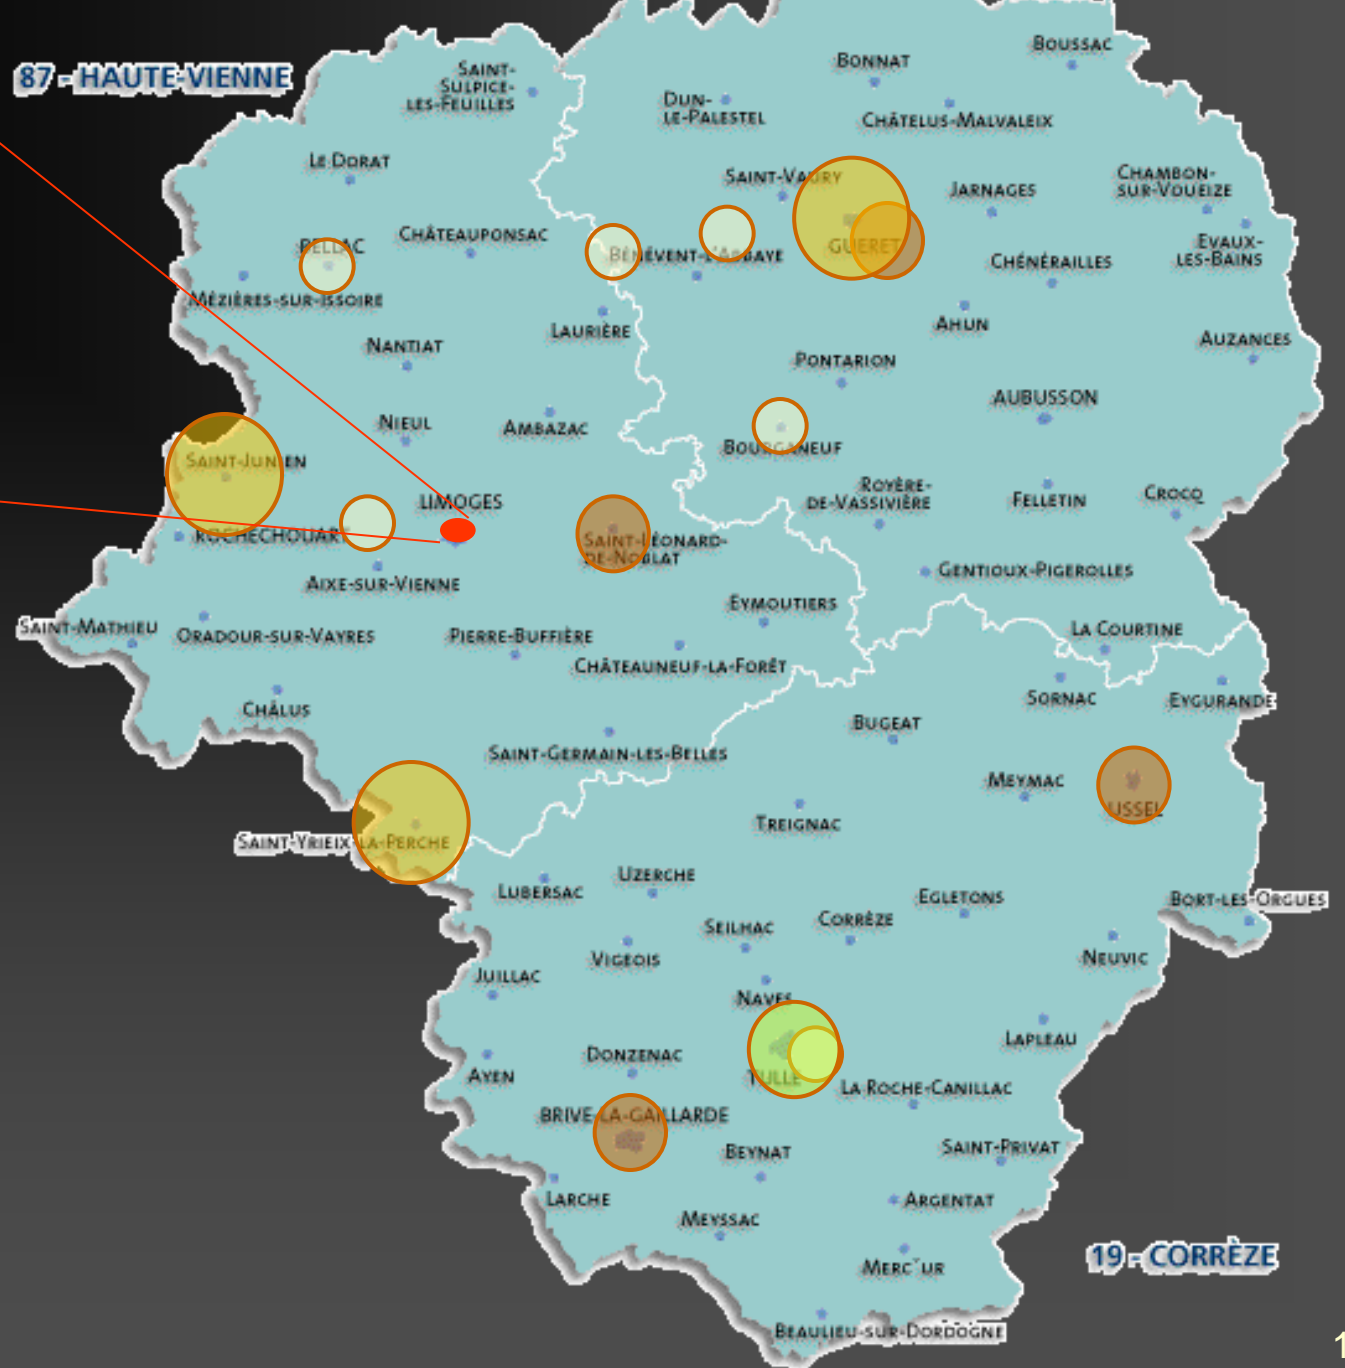 BOUSSAC
BONNAT
87 - HAUTE-VIENNE
SAINT-
SULPICE-
LES-FEUILLES
DUN-
LE-PALESTEL
CHÂTELUS-MALVALEIX
LE DORAT
SAINT-VAURY
JARNAGES
CHAMBON-
SUR-VOUEIZE
BELLAC
CHÂTEAUPONSAC
BÉNÉVENT-L'ABBAYE
GUERET
CHÉNÉRAILLES
EVAUX-
LES-BAINS
MÉZIÈRES-SUR-ISSOIRE
LAURIÈRE
AHUN
AUZANCES
NANTIAT
PONTARION
AUBUSSON
NIEUL
AMBAZAC
BOURGANEUF
SAINT-JUNIEN
LIMOGES
ROYÈRE-
DE-VASSIVIÈRE
FELLETIN
CROCQ
ROCHECHOUART
SAINT-LÉONARD-
DE-NOBLAT
AIXE-SUR-VIENNE
GENTIOUX-PIGEROLLES
EYMOUTIERS
SAINT-MATHIEU
ORADOUR-SUR-VAYRES
PIERRE-BUFFIÈRE
LA COURTINE
CHÂTEAUNEUF-LA-FORÊT
SORNAC
EYGURANDE
CHÂLUS
BUGEAT
SAINT-GERMAIN-LES-BELLES
MEYMAC
USSEL
TREIGNAC
SAINT-YRIEIX-LA-PERCHE
UZERCHE
LUBERSAC
EGLETONS
BORT-LES-ORGUES
SEILHAC
CORRÈZE
VIGEOIS
NEUVIC
JUILLAC
NAVES
LAPLEAU
DONZENAC
AYEN
TULLE
LA ROCHE-CANILLAC
BRIVE-LA-GAILLARDE
BEYNAT
SAINT-PRIVAT
LARCHE
ARGENTAT
MEYSSAC
19 - CORRÈZE
MERCˇUR
BEAULIEU-SUR-DORDOGNE
1